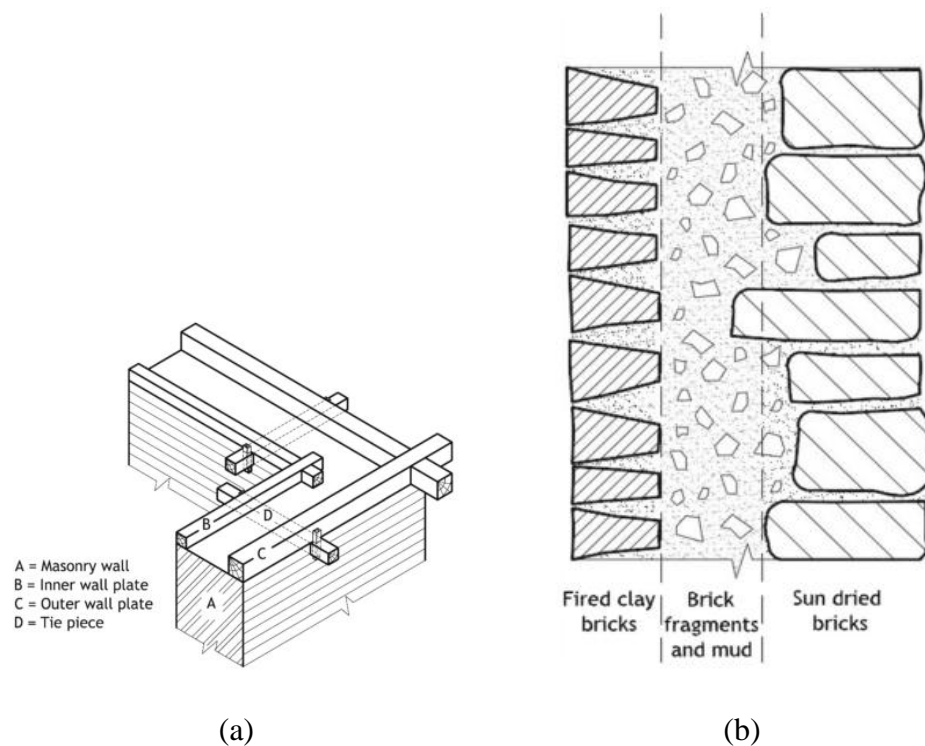 B
D
C
A
A = Masonry wall
B = Inner wall plate
C = Outer wall plate
D = Tie piece
Fired clay
bricks
Brick
fragments
and mud
Sun dried
bricks
(a)
(b)